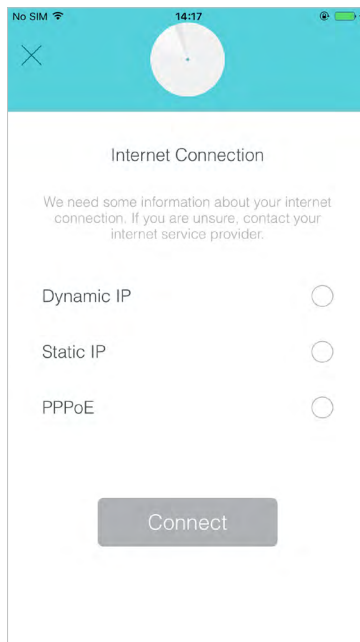 No SIM 14:17
Internet Connection
We need some information about your internet
connection. If you are unsure, contact your
internet service provider.
Dynamic IP
Static IP
PPPoE
Connect